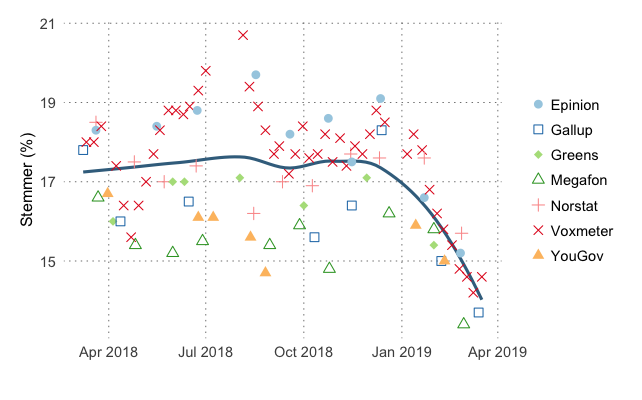 21
19
17
15
Stemmer (%)
Apr 2018
Jul 2018
Oct 2018
Jan 2019
Apr 2019
Epinion
Gallup
Greens
Megafon
Norstat
Voxmeter
YouGov